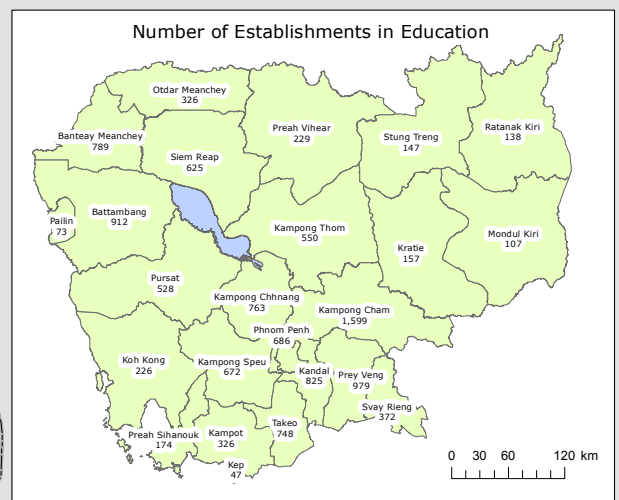 Number of Establishments in Education
Otdar Meanchey
326
Banteay Meanchey
789
Siem Reap
625
Preah Vihear
229
Stung Treng
147
Ratanak Kiri
138
Pailin
73
Battambang
912
Kampong Thom
550
Kratie
157
Mondul Kiri
107
Pursat
528
Kampong Chhnang
763
Kampong Cham
1,599
Phnom Penh
686
Koh Kong
226
Kampong Speu
672
Kandal
825
Prey Veng
979
Svay Rieng
372
Preah Sihanouk
174
Kampot
326
Takeo
748
Kep
47
0 30 60 120 km